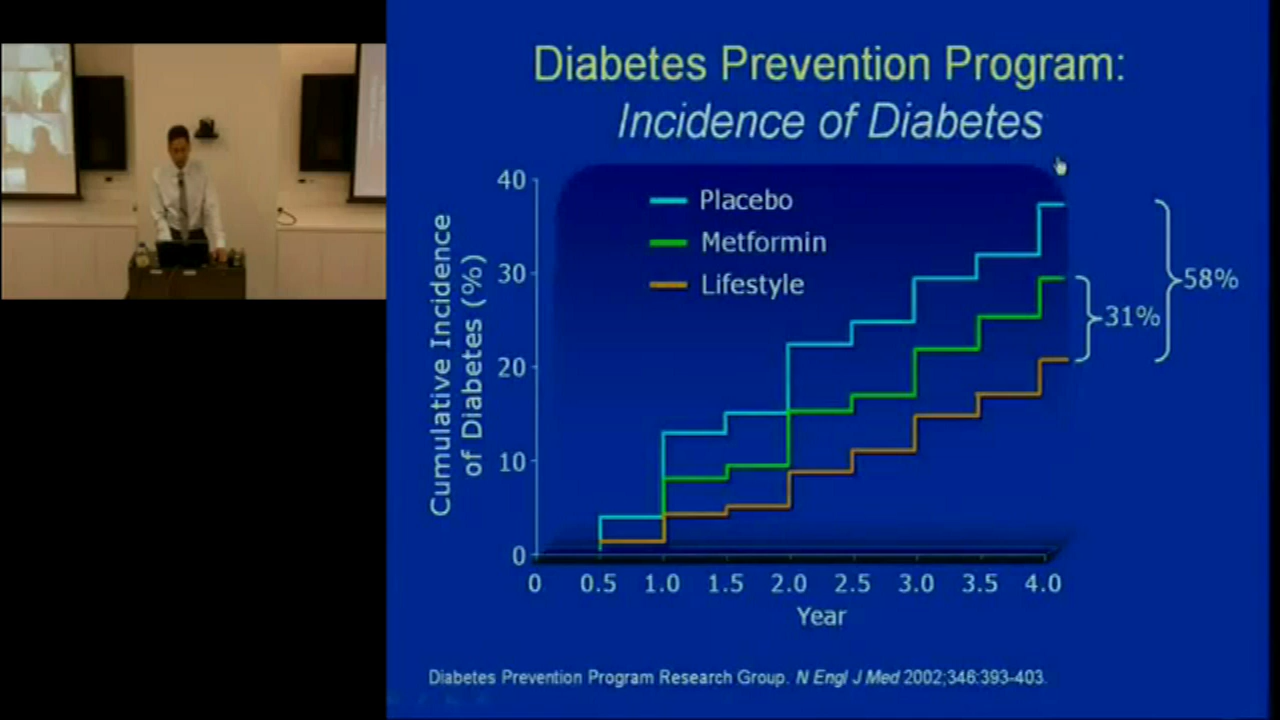 Diabetes Prevention Program:
Incidence of Diabetes
Placebo
Metformin
Lifestyle
Cumulative Incidence
of Diabetes (%)
40
30
20
10
0
58%
31%
0 0.5 1.0 1.5 2.0 2.5 3.0 3.5 4.0
Year
Diabetes Prevention Program Research Group. N Engl J Med 2002;346:393-403.